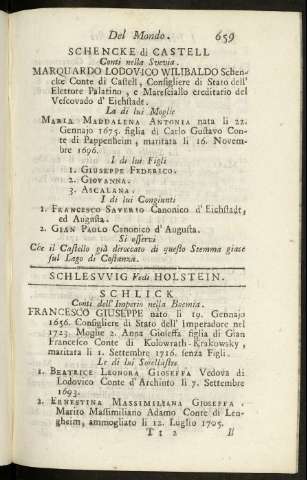 Del Mondo. 659
SCHENCKE di CASTELL
Conti nella Svevia.
MARQUARDO LODOVICO WILIBALDO Schen-
cke Conte di Castell, Consigliere di Stato dell'
Elettore Palatino, e Maresciallo ereditario del
Vescovado d'Eichstadt.
La di lui Moglie
MARIA MADDALENA ANTONIA nata li 22.
Gennajo 1675. figlia di Carlo Gustavo Con-
te di Pappenheim, maritata li 16. Novem-
bre 1696.
I di lui Figli
1. GIUSEPPE FEDERICO.
2. GIOVANNA.
3. ASCALANA.
I di lui Congiunti
1. FRANCESCO SAVERIO Canonico d'Eichstadt,
ed Augusta.
2. GIAN PAOLO Canonico d'Augusta.
Si osservi
Che il Castello già diroccato di questo Stemma giace
sul Lago di Costanza.
SCHLESVVIG Vedi HOLSTEIN.
SCHLICK
Conti dell'Imperio nella Boemia.
FRANCESCO GIUSEPPE nato li 19. Gennajo
1656. Consigliere di Stato dell'Imperadore nel
1723. Moglie 2. Anna Gioseffa figlia di Gian
Francesco Conte di Kolowrath-Krakowsky,
maritata li 1. Settembre 1716. senza Figli.
Le di lui Sorellastre
1. BEATRICE LEONORA GIOSEFFA Vedova di
Lodovico Conte d'Archinto li 7. Settembre
1693.
2. ERNESTINA MASSIMILIANA GIOSEFFA.
Marito Massimiliano Adamo Conte di Len-
gheim, ammogliato li 12. Luglio 1705.
Tt 2 Il